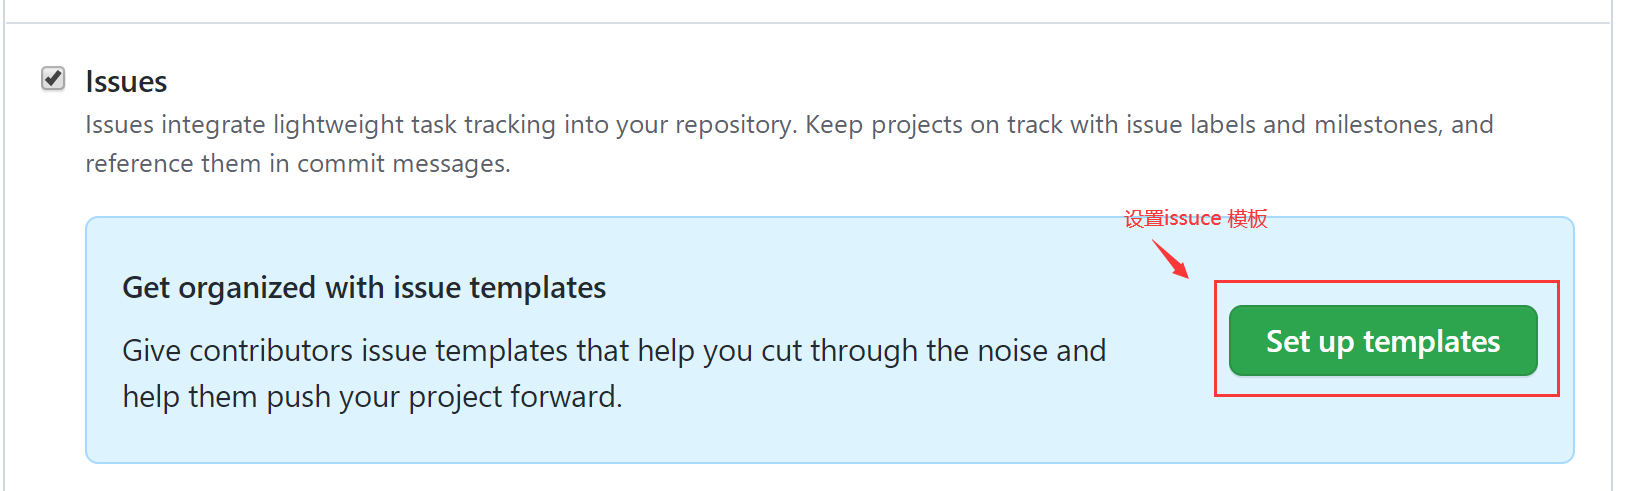 Issues
Issues integrate lightweight task tracking into your repository. Keep projects on track with issue labels and milestones, and
reference them in commit messages.
设置issuce 模板
Get organized with issue templates
Give contributors issue templates that help you cut through the noise and
help them push your project forward.
Set up templates